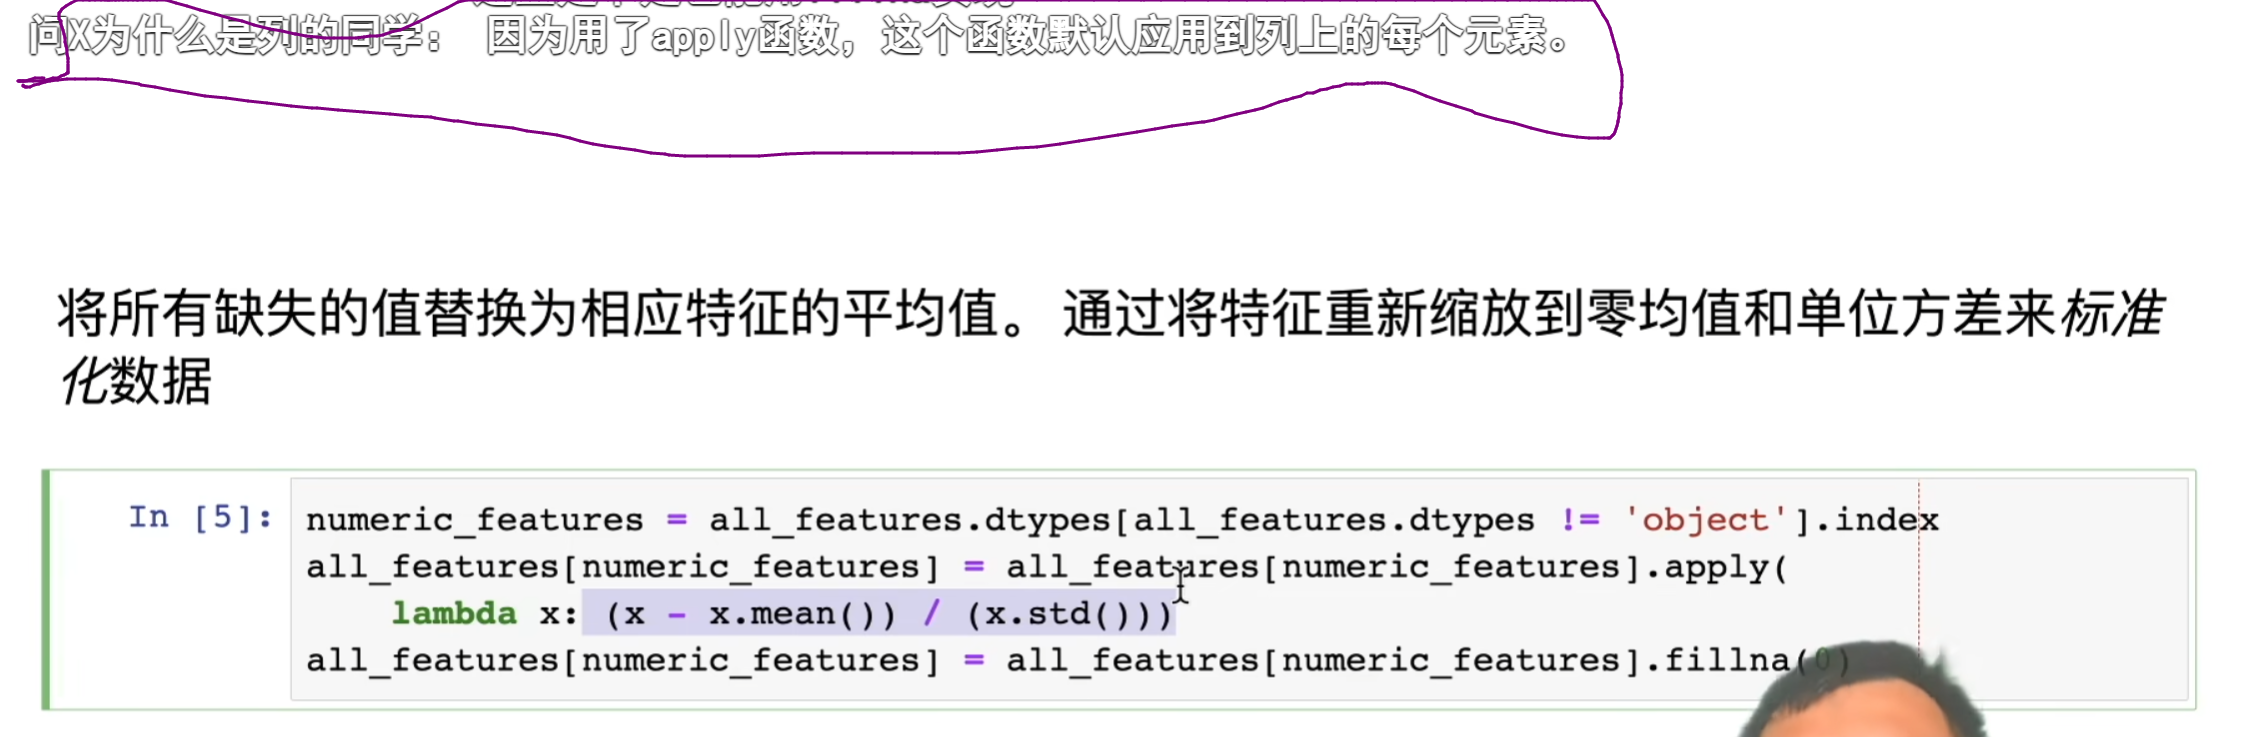 问X为什么是列的同学： 因为用了apply函数，这个函数默认应用到列上的每个元素。
将所有缺失的值替换为相应特征的平均值。 通过将特征重新缩放到零均值和单位方差来标准
化数据
In [5]: numeric_features = all_features.dtypes[all_features.dtypes != 'object'].index
all_features[numeric_features] = all_features[numeric_features].apply(
lambda x: (x - x.mean()) / (x.std()))
all_features[numeric_features] = all_features[numeric_features].fillna(0)